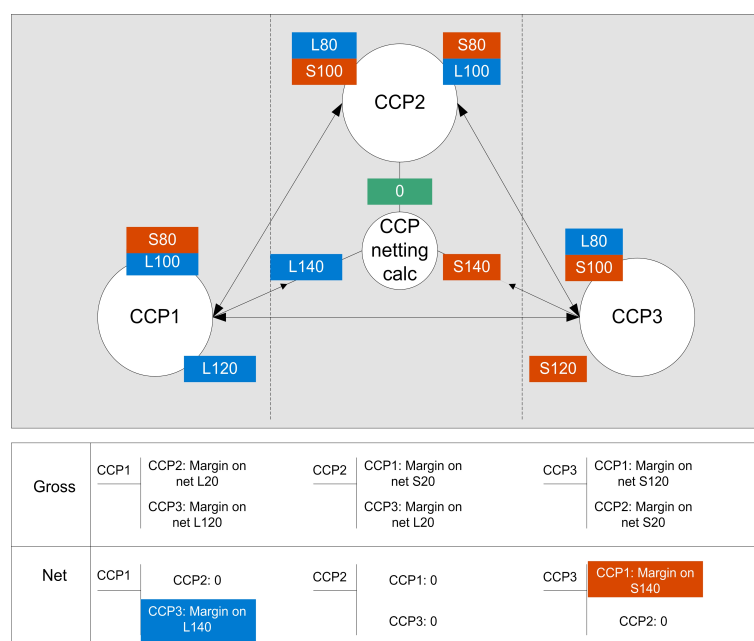 L80
S100
S80
L100
CCP2
0
CCP
netting
calc
L140
S140
S80
L100
CCP1
L120
L80
S100
CCP3
S120
Gross
CCP1
CCP2: Margin on
net L20
CCP3: Margin on
net L120
CCP2
CCP1: Margin on
net S20
CCP3: Margin on
net L20
CCP3
CCP1: Margin on
net S120
CCP2: Margin on
net S20
Net
CCP1
CCP2: 0
CCP3: Margin on
L140
CCP2
CCP1: 0
CCP3: 0
CCP3
CCP1: Margin on
S140
CCP2: 0